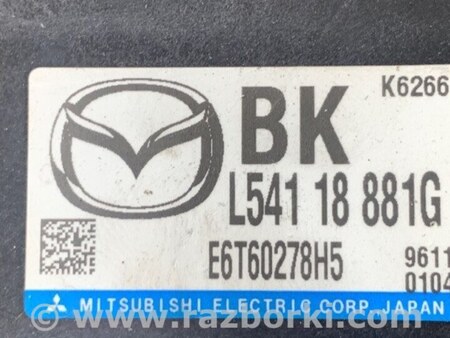 BK
K6266
L541 18 881G
E6T60278H5
9611
0104
MITSUBISHI ELECTRIC CORP. JAPAN
www.razborki.com